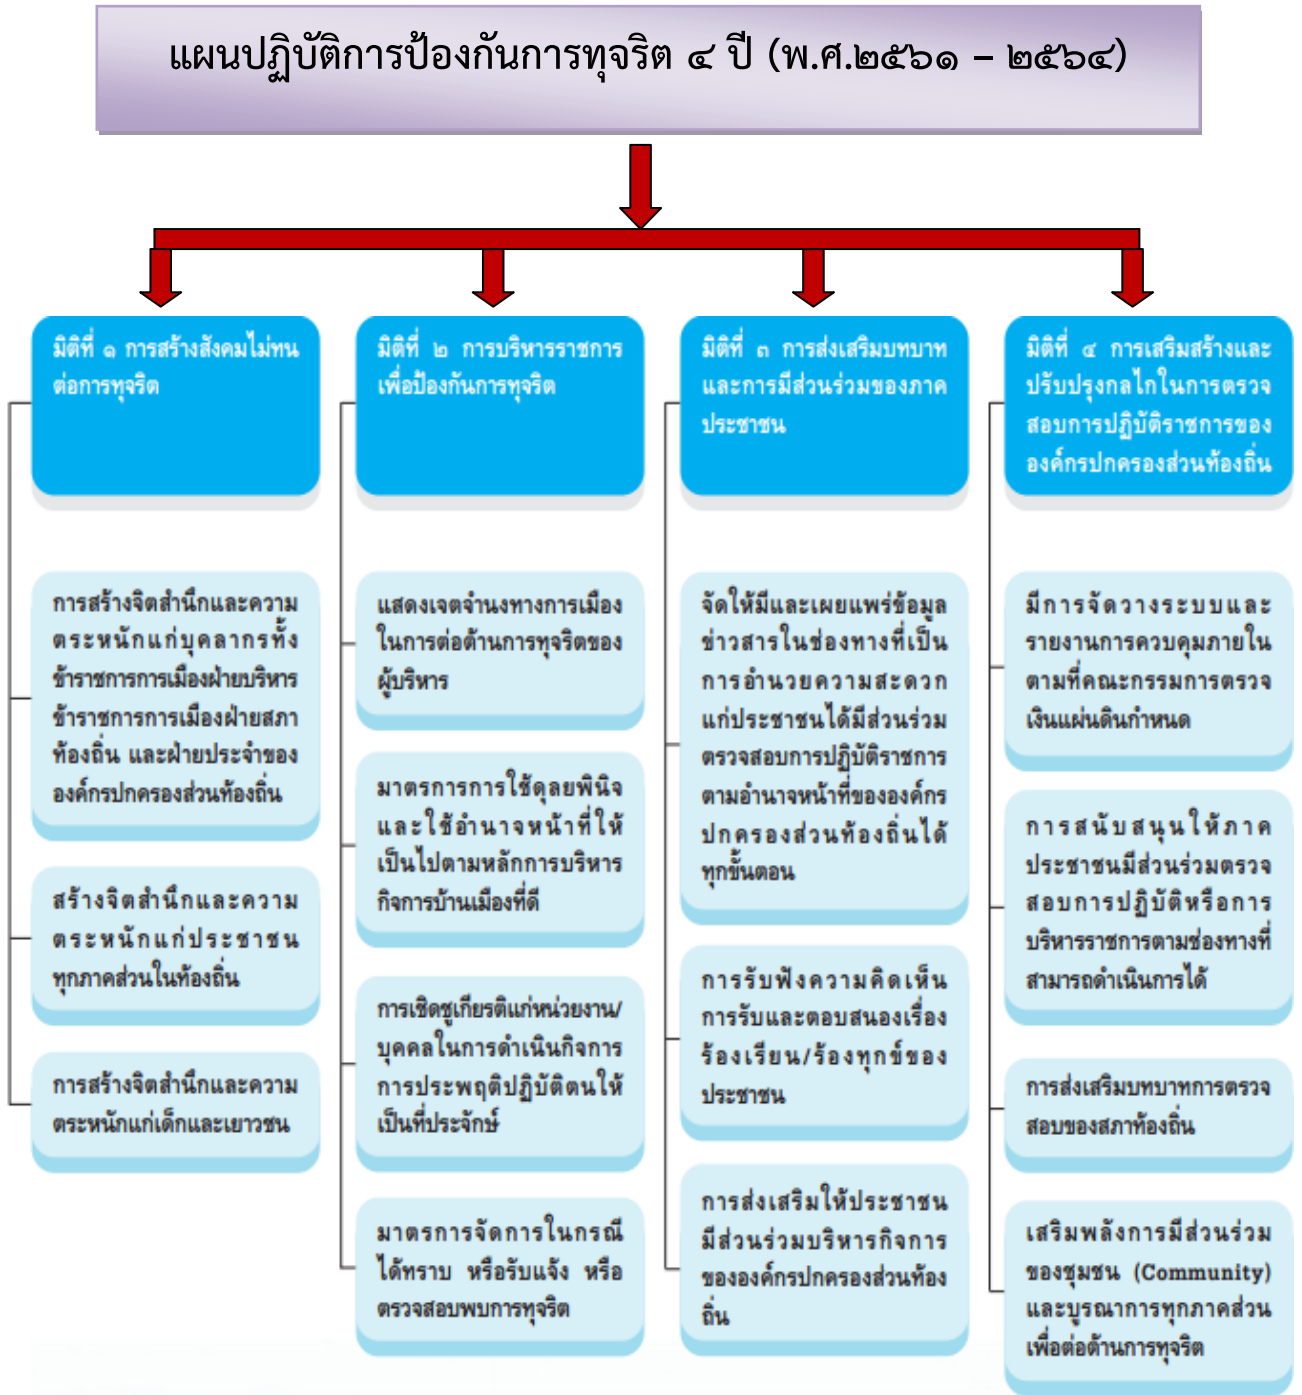 แผนปฏิบัติการป้องกันการทุจริต ๔ ปี (พ.ศ.๒๕๖๑ – ๒๕๖๔)
มิติที่ ๑ การสร้างสังคมไม่ทน
ต่อการทุจริต
การสร้างจิตสำนึกและความ
ตระหนักแก่บุคลากรทั้ง
ข้าราชการการเมืองฝ่ายบริหาร
ข้าราชการการเมืองฝ่ายสภา
ท้องถิ่น และฝ่ายประจำของ
องค์กรปกครองส่วนท้องถิ่น
สร้างจิตสำนึกและความ
ตระหนักแก่ประชาชน
ทุกภาคส่วนในท้องถิ่น
การสร้างจิตสำนึกและความ
ตระหนักแก่เด็กและเยาวชน
มิติที่ ๒ การบริหารราชการ
เพื่อป้องกันการทุจริต
แสดงเจตจำนงทางการเมือง
ในการต่อต้านการทุจริตของ
ผู้บริหาร
มาตรการการใช้ดุลยพินิจ
และใช้อำนาจหน้าที่ให้
เป็นไปตามหลักการบริหาร
กิจการบ้านเมืองที่ดี
การเชิดชูเกียรติแก่หน่วยงาน/
บุคคลในการดำเนินกิจการ
การประพฤติปฏิบัติตนให้
เป็นที่ประจักษ์
มาตรการจัดการในกรณี
ได้ทราบ หรือรับแจ้ง หรือ
ตรวจสอบพบการทุจริต
มิติที่ ๓ การส่งเสริมบทบาท
และการมีส่วนร่วมของภาค
ประชาชน
จัดให้มีและเผยแพร่ข้อมูล
ข่าวสารในช่องทางที่เป็น
การอำนวยความสะดวก
แก่ประชาชนได้มีส่วนร่วม
ตรวจสอบการปฏิบัติราชการ
ตามอำนาจหน้าที่ขององค์กร
ปกครองส่วนท้องถิ่นได้
ทุกขั้นตอน
การรับฟังความคิดเห็น
การรับและตอบสนองเรื่อง
ร้องเรียน/ร้องทุกข์ของ
ประชาชน
การส่งเสริมให้ประชาชน
มีส่วนร่วมบริหารกิจการ
ขององค์กรปกครองส่วนท้อง
ถิ่น
มิติที่ ๔ การเสริมสร้างและ
ปรับปรุงกลไกในการตรวจ
สอบการปฏิบัติราชการของ
องค์กรปกครองส่วนท้องถิ่น
มีการจัดวางระบบและ
รายงานการควบคุมภายใน
ตามที่คณะกรรมการตรวจ
เงินแผ่นดินกำหนด
การสนับสนุนให้ภาค
ประชาชนมีส่วนร่วมตรวจ
สอบการปฏิบัติหรือการ
บริหารราชการตามช่องทางที่
สามารถดำเนินการได้
การส่งเสริมบทบาทการตรวจ
สอบของสภาท้องถิ่น
เสริมพลังการมีส่วนร่วม
ของชุมชน (Community)
และบูรณาการทุกภาคส่วน
เพื่อต่อต้านการทุจริต